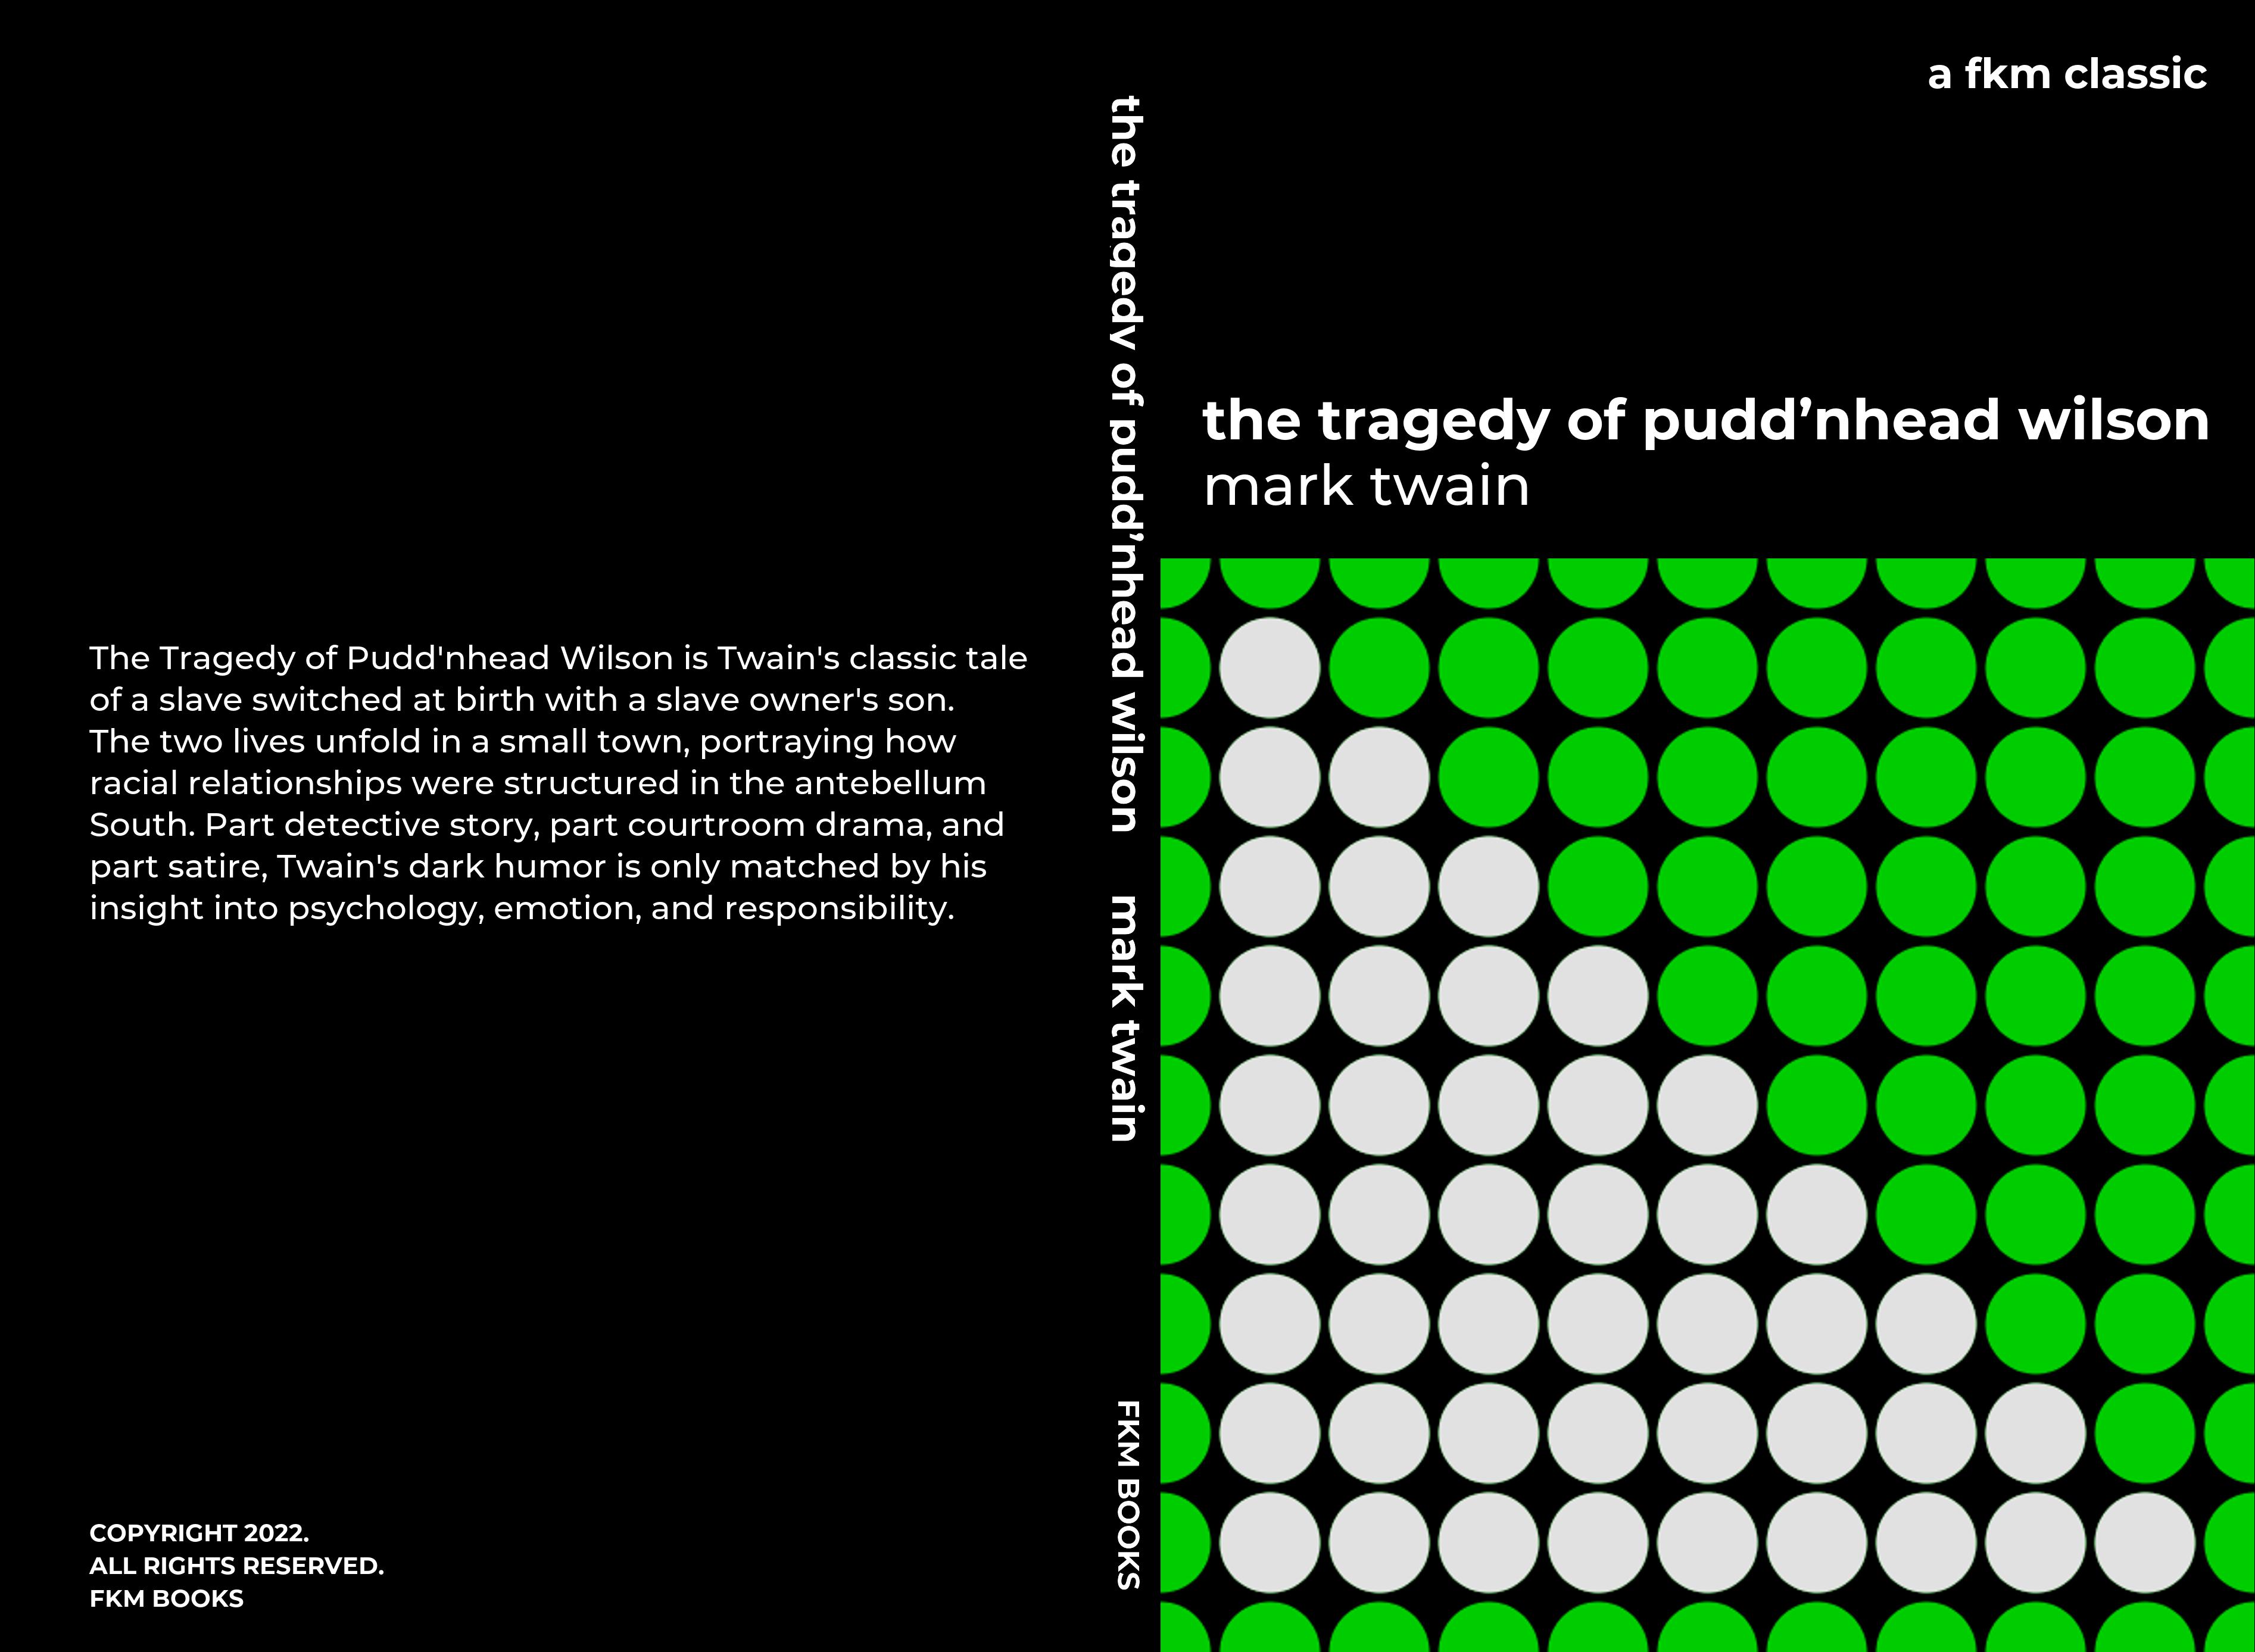 The Tragedy of Pudd'nhead Wilson is Twain's classic tale
of a slave switched at birth with a slave owner's son.
The two lives unfold in a small town, portraying how
racial relationships were structured in the antebellum
South. Part detective story, part courtroom drama, and
part satire, Twain's dark humor is only matched by his
insight into psychology, emotion, and responsibility.
COPYRIGHT 2022.
ALL RIGHTS RESERVED.
FKM BOOKS
the tragedy of pudd’nhead wilson mark twain
FKM BOOKS
a fkm classic
the tragedy of pudd’nhead wilson
mark twain